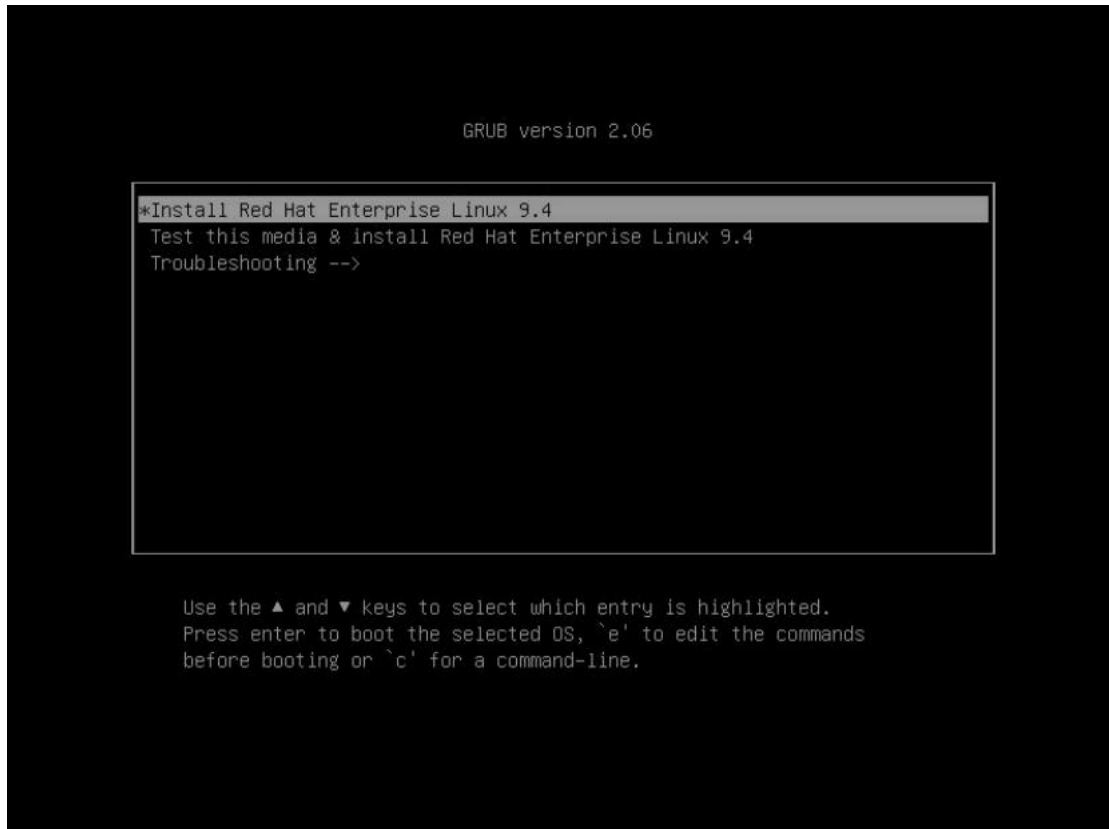 GRUB version 2.06
*Install Red Hat Enterprise Linux 9.4
Test this media & install Red Hat Enterprise Linux 9.4
Troubleshooting -->
Use the ▲ and ▼ keys to select which entry is highlighted.
Press enter to boot the selected OS, `e' to edit the commands
before booting or `c' for a command-line.